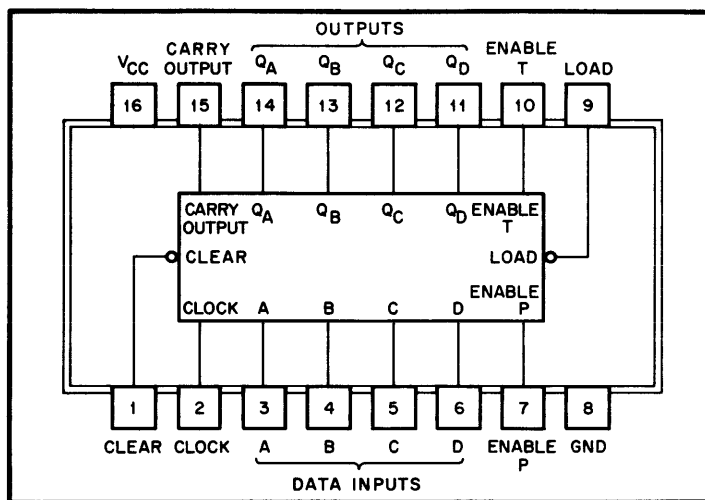 OUTPUTS
VCC
CARRY OUTPUT
QA
QB
QC
QD
ENABLE T
LOAD
16
15
14
13
12
11
10
9
CARRY OUTPUT
QA
QB
QC
QD
ENABLE T
CLEAR
LOAD
CLOCK
A
B
C
D
ENABLE P
1
2
3
4
5
6
7
8
CLEAR
CLOCK
A
B
C
D
ENABLE P
GND
DATA INPUTS